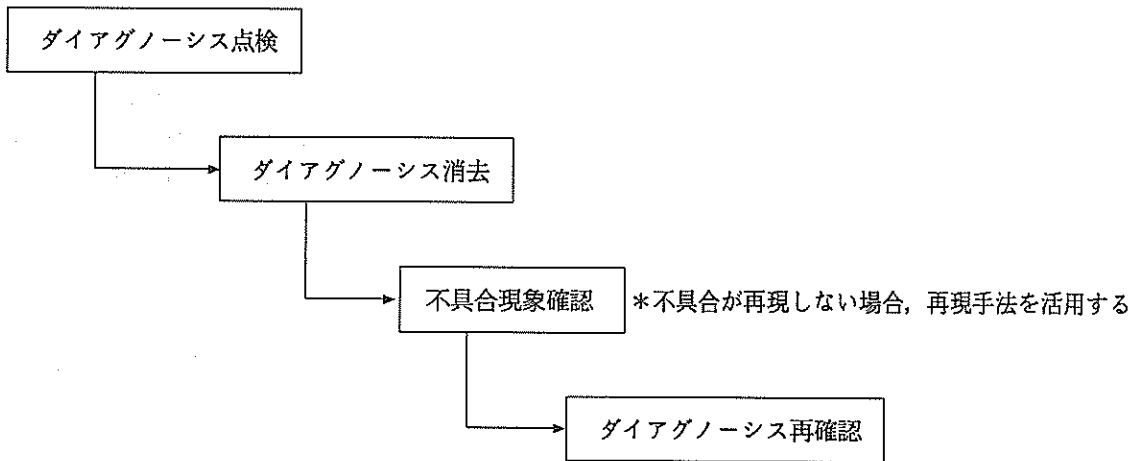 ダイアグノーシス点検
ダイアグノーシス消去
不具合現象確認 *不具合が再現しない場合,再現手法を活用する
ダイアグノーシス再確認